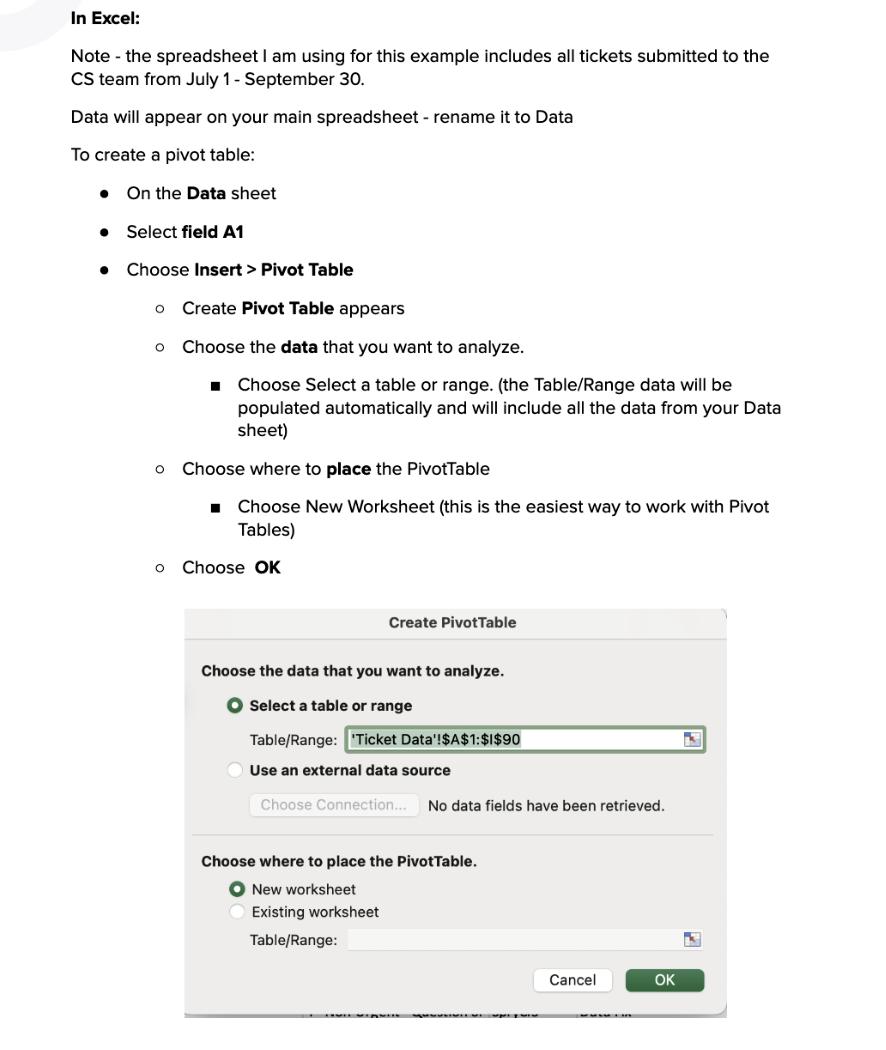 In Excel:
Note - the spreadsheet I am using for this example includes all tickets submitted to the
CS team from July 1 - September 30.
Data will appear on your main spreadsheet - rename it to Data
To create a pivot table:
● On the Data sheet
● Select field A1
● Choose Insert > Pivot Table
○ Create Pivot Table appears
○ Choose the data that you want to analyze.
■ Choose Select a table or range. (the Table/Range data will be
populated automatically and will include all the data from your Data
sheet)
○ Choose where to place the PivotTable
■ Choose New Worksheet (this is the easiest way to work with Pivot
Tables)
○ Choose OK
Create PivotTable
Choose the data that you want to analyze.
Select a table or range
Table/Range: 'Ticket Data'!$A$1:$I$90
Use an external data source
Choose Connection... No data fields have been retrieved.
Choose where to place the PivotTable.
New worksheet
Existing worksheet
Table/Range:
Cancel OK